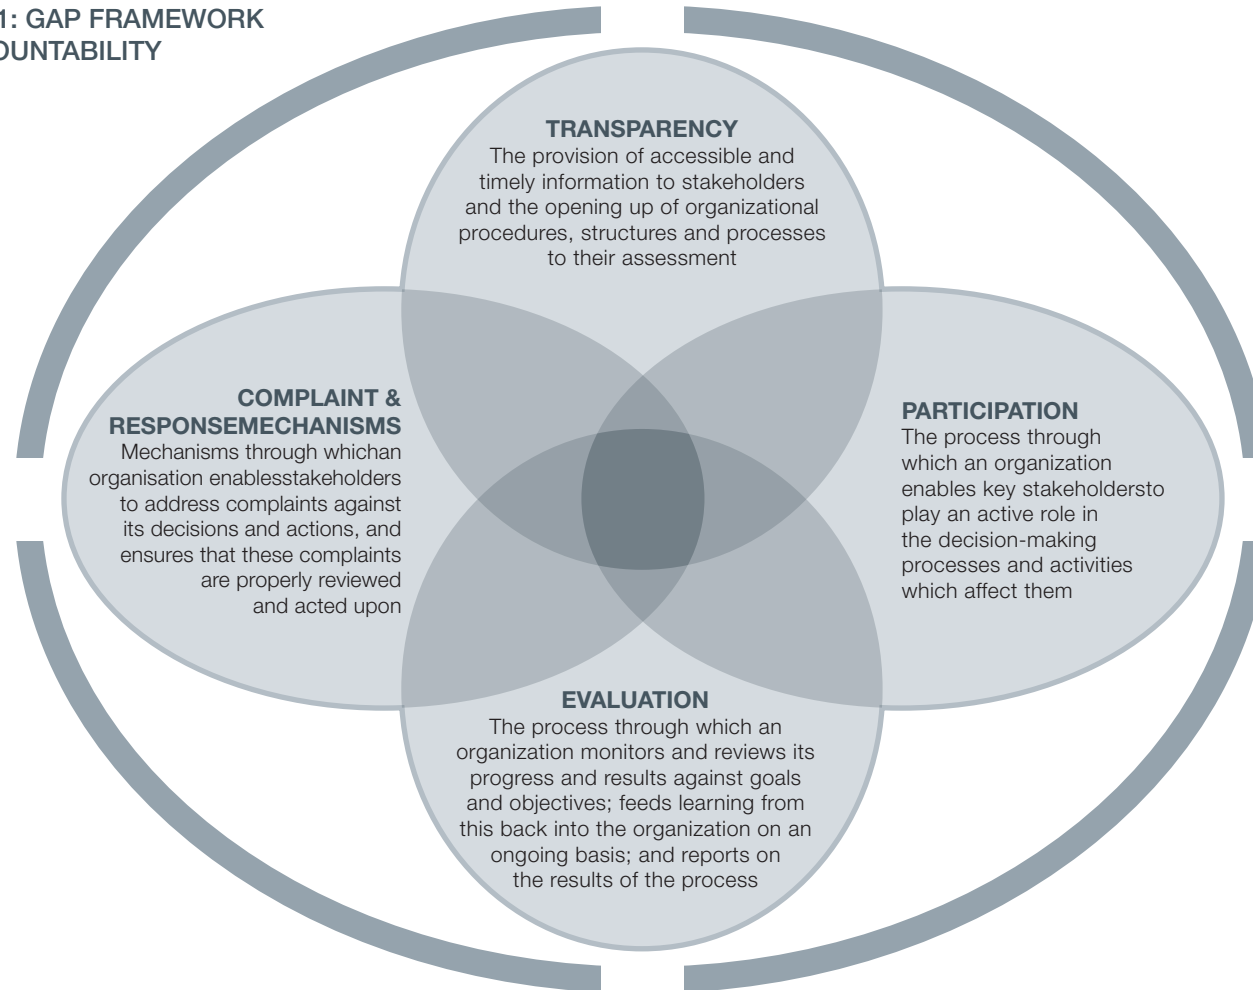 1: GAP FRAMEWORK
OUNTABILITY
TRANSPARENCY
The provision of accessible and
timely information to stakeholders
and the opening up of organizational
procedures, structures and processes
to their assessment
COMPLAINT &
RESPONSEMECHANISMS
Mechanisms through whichan
organisation enablesstakeholders
to address complaints against
its decisions and actions, and
ensures that these complaints
are properly reviewed
and acted upon
PARTICIPATION
The process through
which an organization
enables key stakeholdersto
play an active role in
the decision-making
processes and activities
which affect them
EVALUATION
The process through which an
organization monitors and reviews its
progress and results against goals
and objectives; feeds learning from
this back into the organization on an
ongoing basis; and reports on
the results of the process